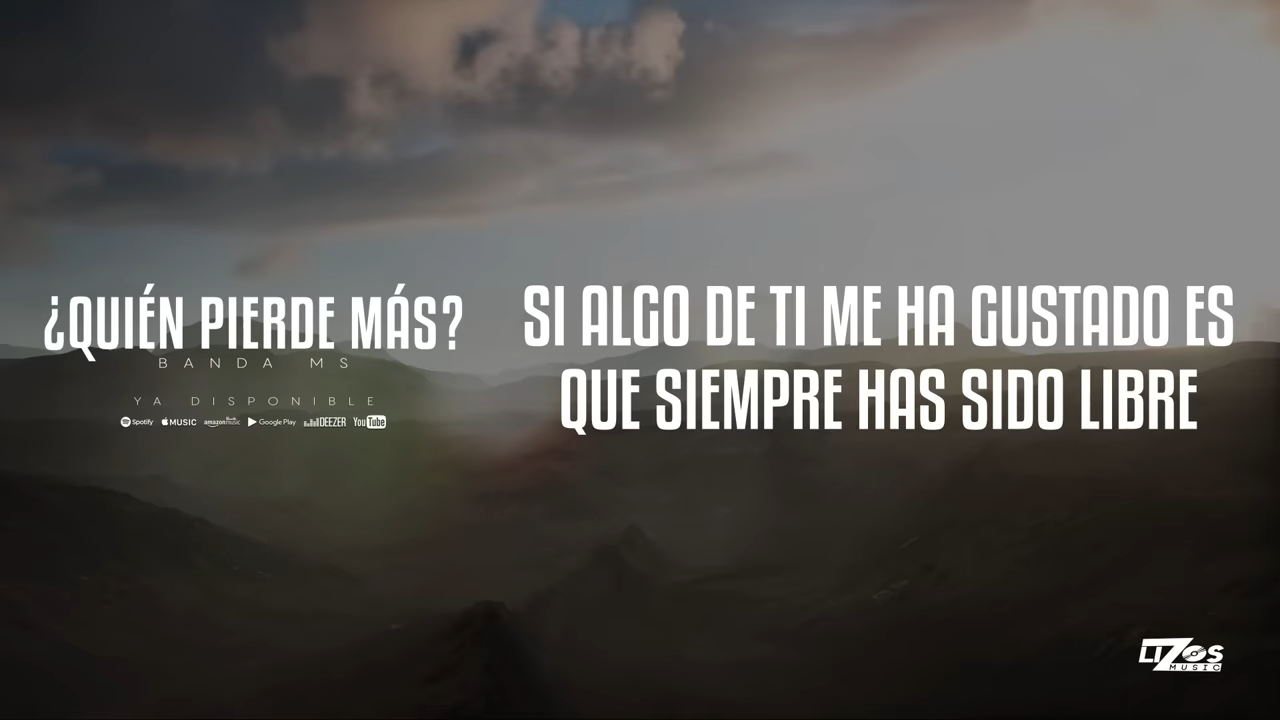 ¿QUIÉN PIERDE MÁS?
BANDA MS
YA DISPONIBLE
Spotify MUSIC amazon music Google Play DEEZER YouTube
SI ALGO DE TI ME HA GUSTADO ES
QUE SIEMPRE HAS SIDO LIBRE
LIZOS
MUSIC